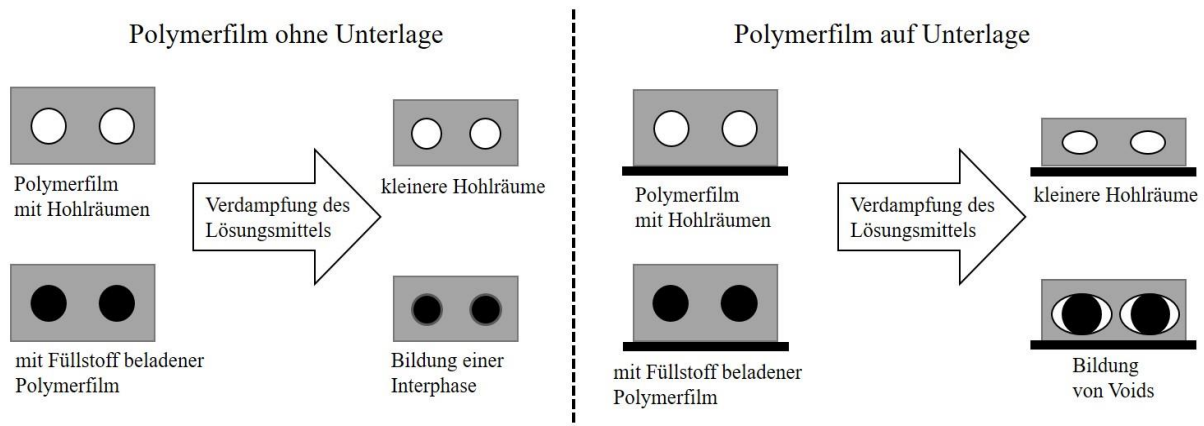 Polymerfilm ohne Unterlage
Polymerfilm
mit Hohlräumen
Verdampfung des
Lösungsmittels
kleinere Hohlräume
mit Füllstoff beladener
Polymerfilm
Bildung einer
Interphase
Polymerfilm auf Unterlage
Polymerfilm
mit Hohlräumen
Verdampfung des
Lösungsmittels
kleinere Hohlräume
mit Füllstoff beladener
Polymerfilm
Bildung
von Voids